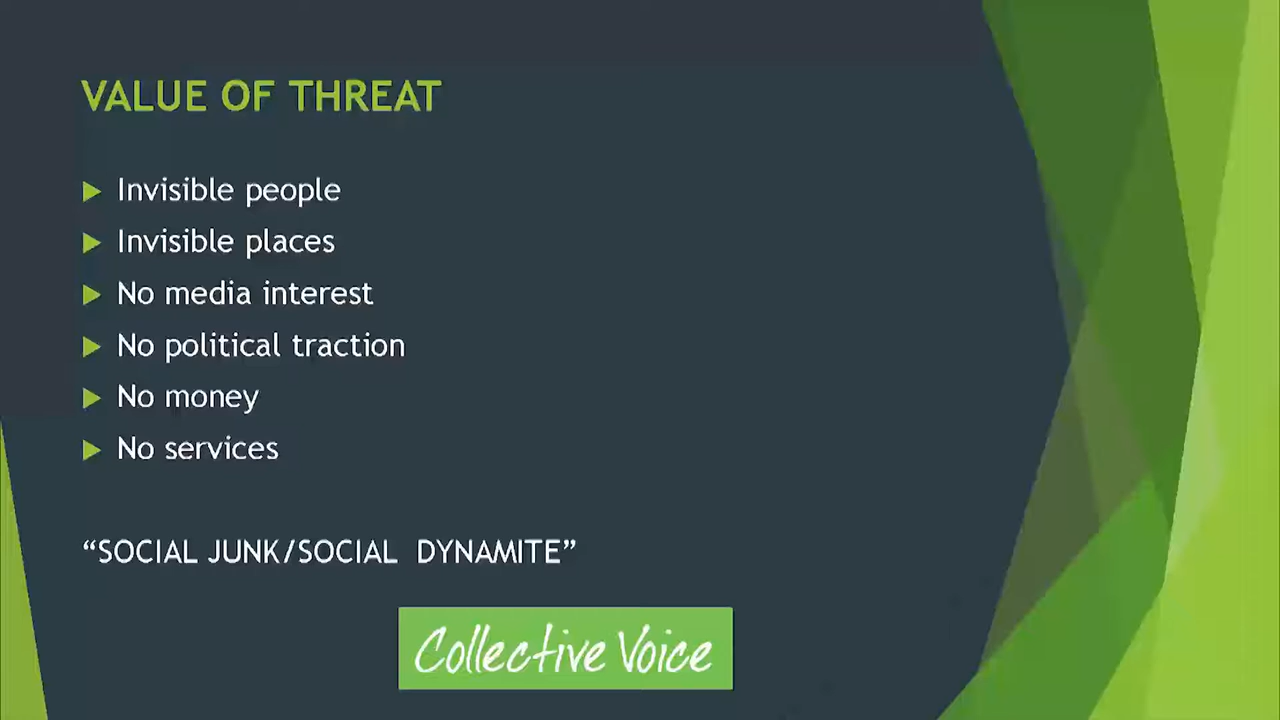 VALUE OF THREAT
Invisible people
Invisible places
No media interest
No political traction
No money
No services
“SOCIAL JUNK/SOCIAL DYNAMITE”
Collective Voice